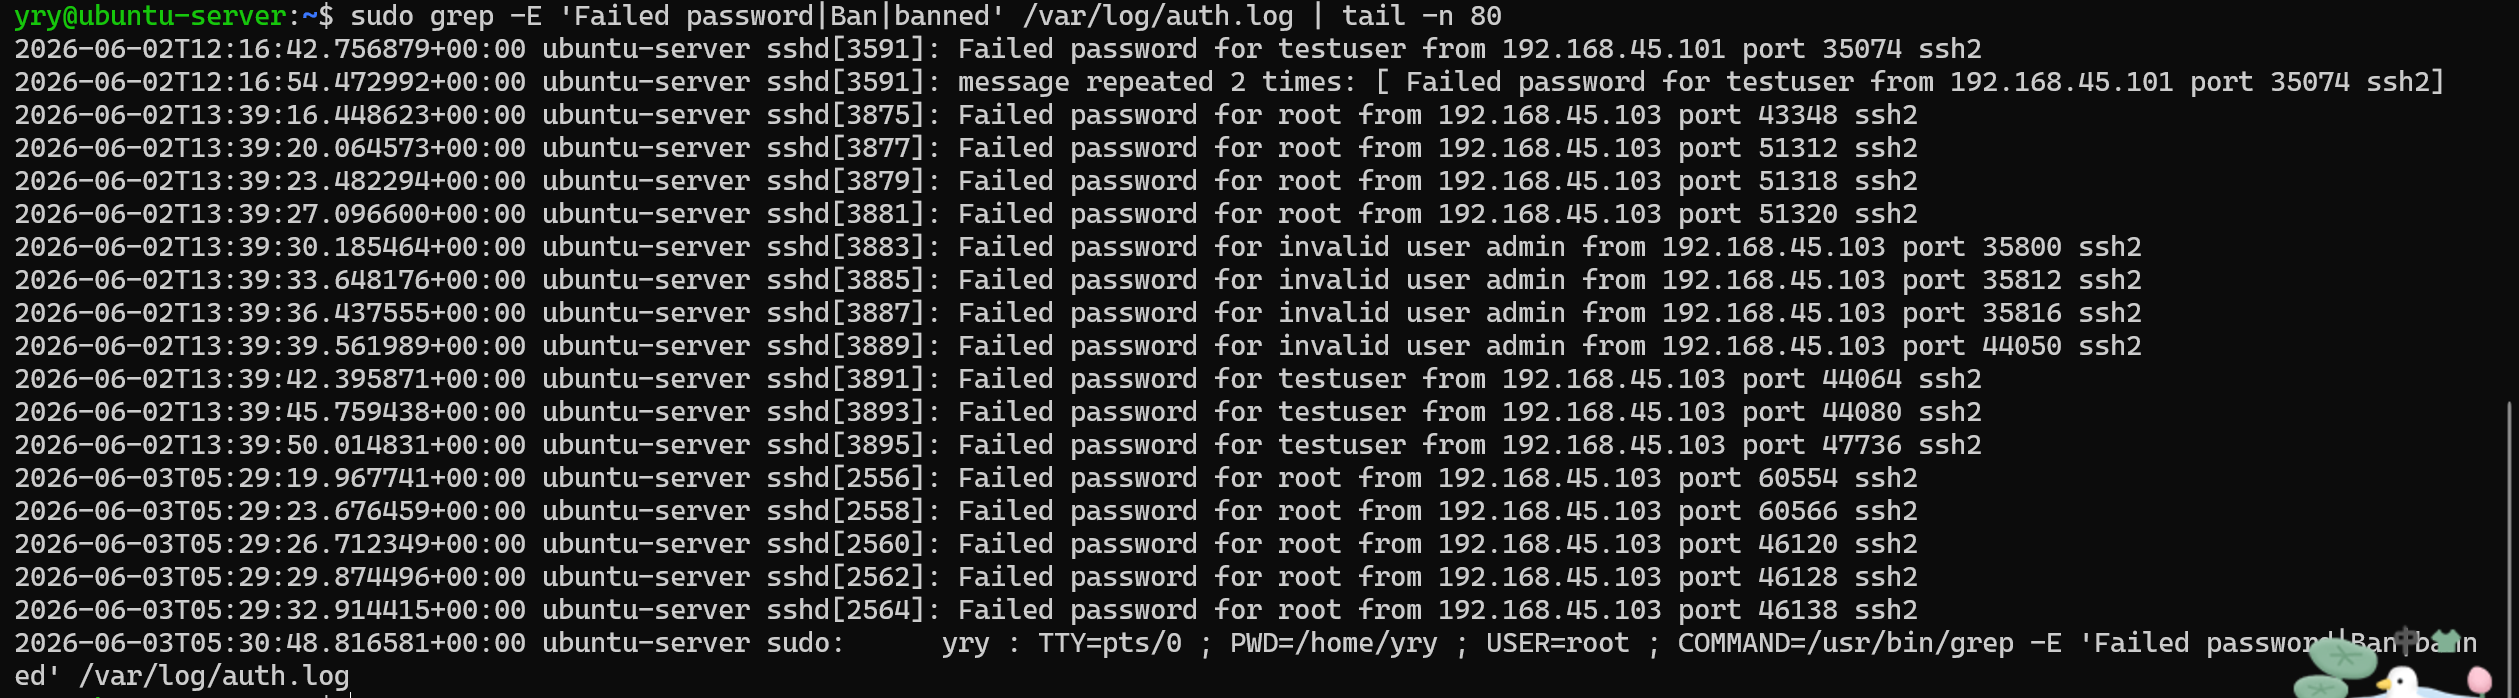 yry@ubuntu-server:~$ sudo grep -E 'Failed password|Ban|banned' /var/log/auth.log | tail -n 80
2026-06-02T12:16:42.756879+00:00 ubuntu-server sshd[3591]: Failed password for testuser from 192.168.45.101 port 35074 ssh2
2026-06-02T12:16:54.472992+00:00 ubuntu-server sshd[3591]: message repeated 2 times: [ Failed password for testuser from 192.168.45.101 port 35074 ssh2]
2026-06-02T13:39:16.448623+00:00 ubuntu-server sshd[3875]: Failed password for root from 192.168.45.103 port 43348 ssh2
2026-06-02T13:39:20.064573+00:00 ubuntu-server sshd[3877]: Failed password for root from 192.168.45.103 port 51312 ssh2
2026-06-02T13:39:23.482294+00:00 ubuntu-server sshd[3879]: Failed password for root from 192.168.45.103 port 51318 ssh2
2026-06-02T13:39:27.096600+00:00 ubuntu-server sshd[3881]: Failed password for root from 192.168.45.103 port 51320 ssh2
2026-06-02T13:39:30.185464+00:00 ubuntu-server sshd[3883]: Failed password for invalid user admin from 192.168.45.103 port 35800 ssh2
2026-06-02T13:39:33.648176+00:00 ubuntu-server sshd[3885]: Failed password for invalid user admin from 192.168.45.103 port 35812 ssh2
2026-06-02T13:39:36.437555+00:00 ubuntu-server sshd[3887]: Failed password for invalid user admin from 192.168.45.103 port 35816 ssh2
2026-06-02T13:39:39.561989+00:00 ubuntu-server sshd[3889]: Failed password for invalid user admin from 192.168.45.103 port 44050 ssh2
2026-06-02T13:39:42.395871+00:00 ubuntu-server sshd[3891]: Failed password for testuser from 192.168.45.103 port 44064 ssh2
2026-06-02T13:39:45.759438+00:00 ubuntu-server sshd[3893]: Failed password for testuser from 192.168.45.103 port 44080 ssh2
2026-06-02T13:39:50.014831+00:00 ubuntu-server sshd[3895]: Failed password for testuser from 192.168.45.103 port 47736 ssh2
2026-06-03T05:29:19.967741+00:00 ubuntu-server sshd[2556]: Failed password for root from 192.168.45.103 port 60554 ssh2
2026-06-03T05:29:23.676459+00:00 ubuntu-server sshd[2558]: Failed password for root from 192.168.45.103 port 60566 ssh2
2026-06-03T05:29:26.712349+00:00 ubuntu-server sshd[2560]: Failed password for root from 192.168.45.103 port 46120 ssh2
2026-06-03T05:29:29.874496+00:00 ubuntu-server sshd[2562]: Failed password for root from 192.168.45.103 port 46128 ssh2
2026-06-03T05:29:32.914415+00:00 ubuntu-server sshd[2564]: Failed password for root from 192.168.45.103 port 46138 ssh2
2026-06-03T05:30:48.816581+00:00 ubuntu-server sudo:      yry : TTY=pts/0 ; PWD=/home/yry ; USER=root ; COMMAND=/usr/bin/grep -E 'Failed password|Ban|bann
ed' /var/log/auth.log
中